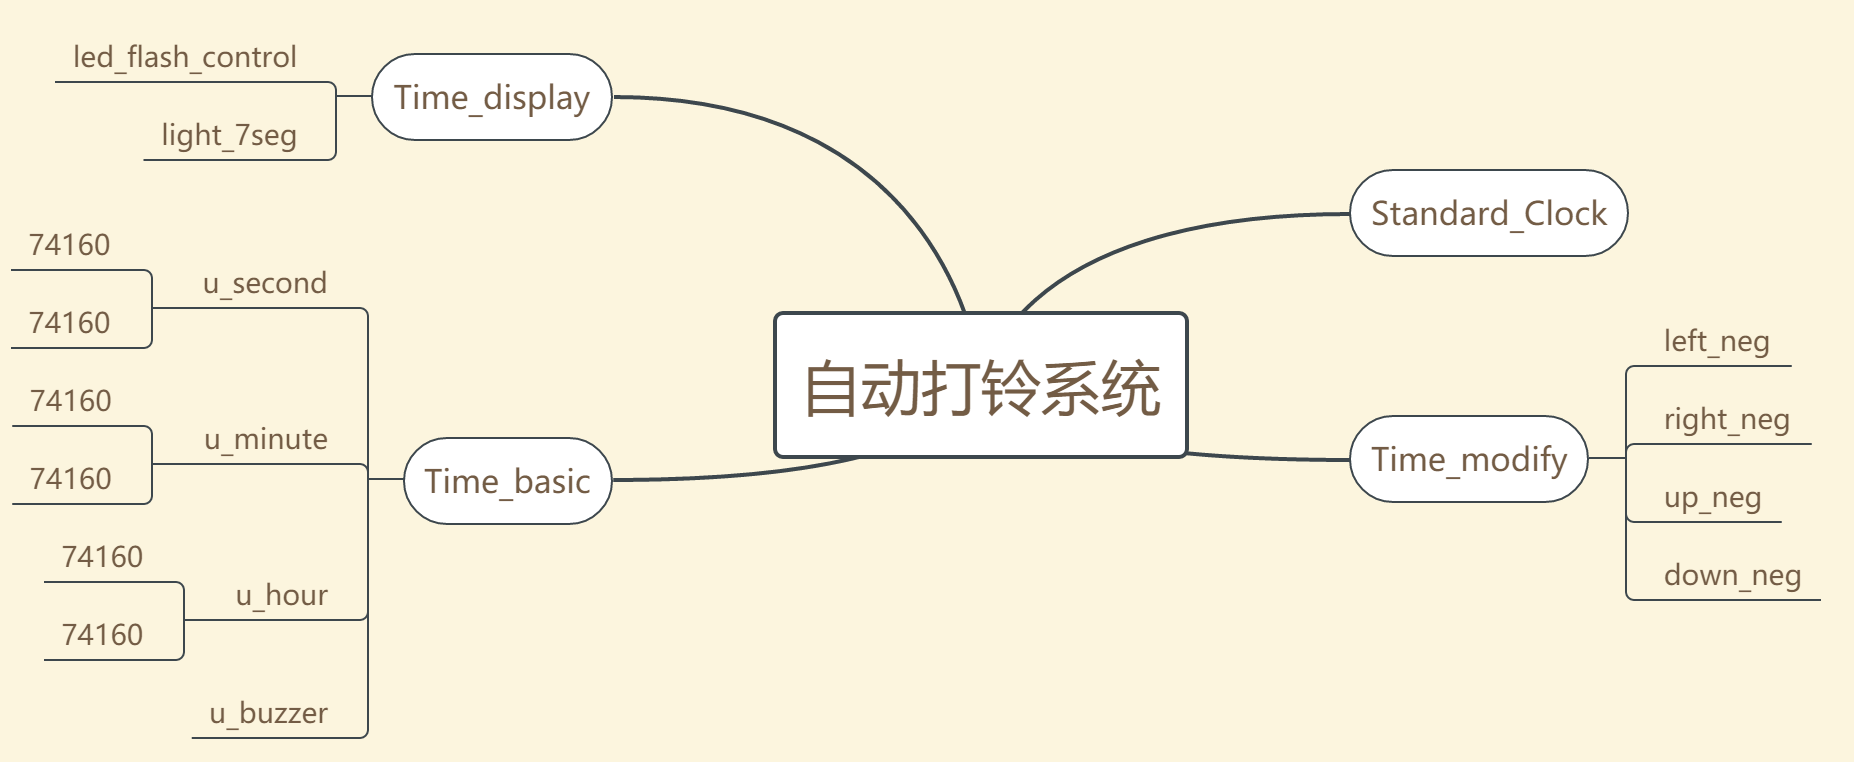 led_flash_control
light_7seg
Time_display
Standard_Clock
74160
74160
u_second
74160
74160
u_minute
74160
74160
u_hour
u_buzzer
Time_basic
自动打铃系统
Time_modify
left_neg
right_neg
up_neg
down_neg